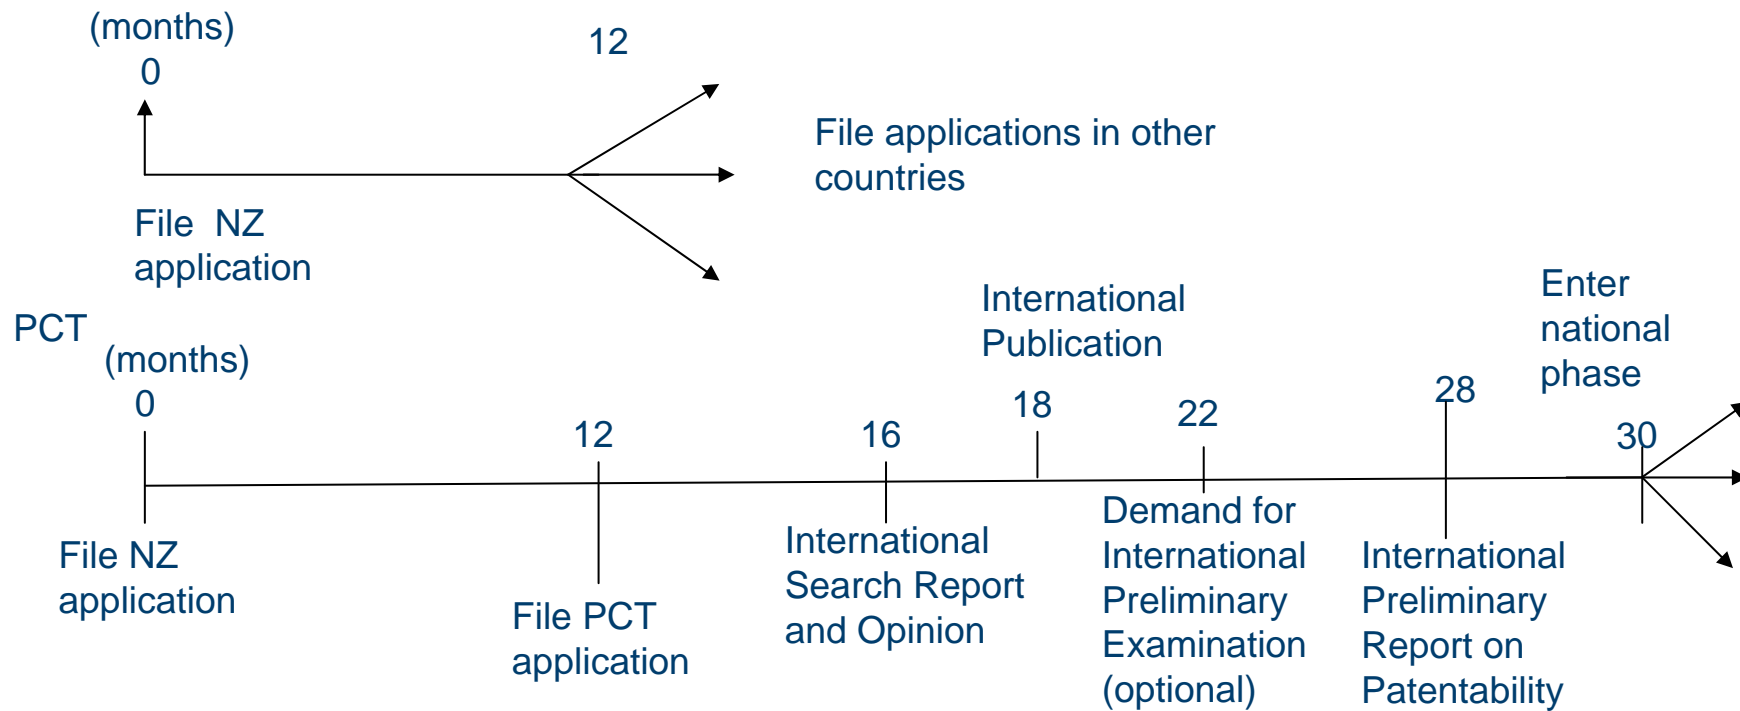 (months)
0
12
File applications in other
countries
File NZ
application
PCT
(months)
0
12
16
International
Publication
18
22
28
Enter
national
phase
30
File NZ
application
File PCT
application
International
Search Report
and Opinion
Demand for
International
Preliminary
Examination
(optional)
International
Preliminary
Report on
Patentability